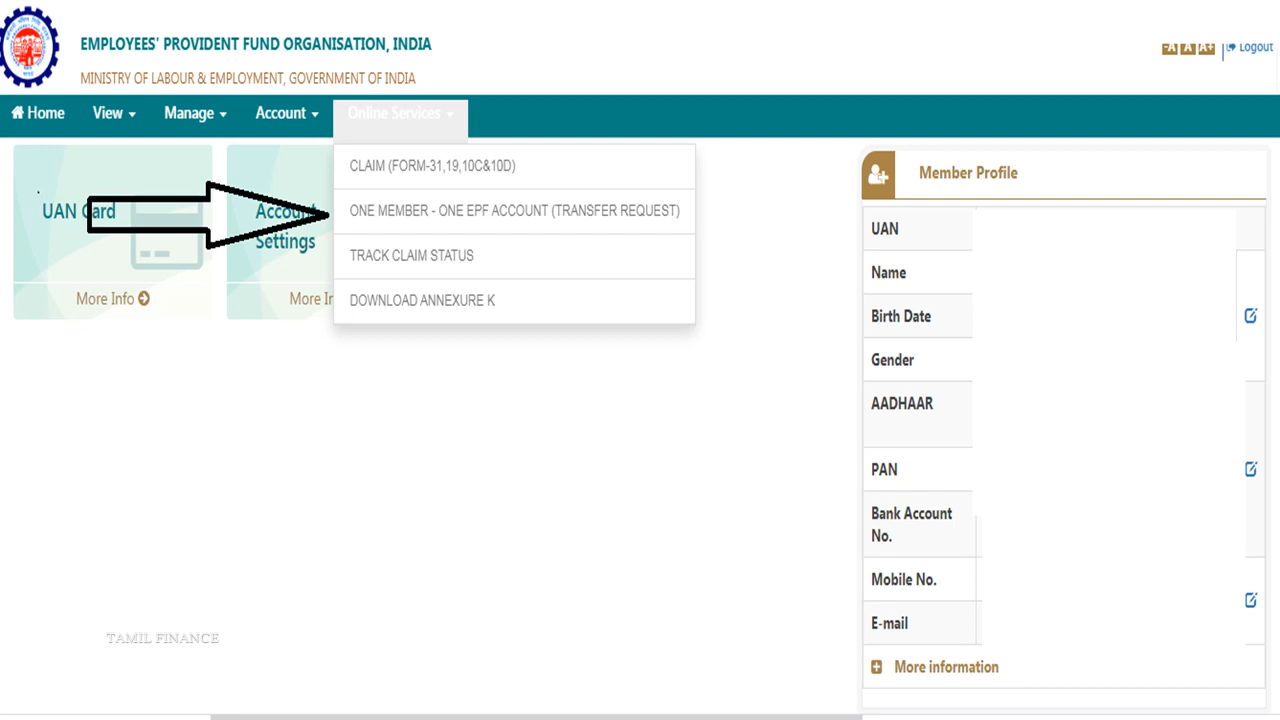 EMPLOYEES' PROVIDENT FUND ORGANISATION, INDIA
MINISTRY OF LABOUR & EMPLOYMENT, GOVERNMENT OF INDIA
-A A A+ Logout
Home View Manage Account Online Services
CLAIM (FORM-31,19,10C&10D)
ONE MEMBER - ONE EPF ACCOUNT (TRANSFER REQUEST)
TRACK CLAIM STATUS
DOWNLOAD ANNEXURE K
UAN Card
More Info
Account
Settings
More In
Member Profile
UAN
Name
Birth Date
Gender
AADHAAR
PAN
Bank Account
No.
Mobile No.
E-mail
More information
TAMIL FINANCE